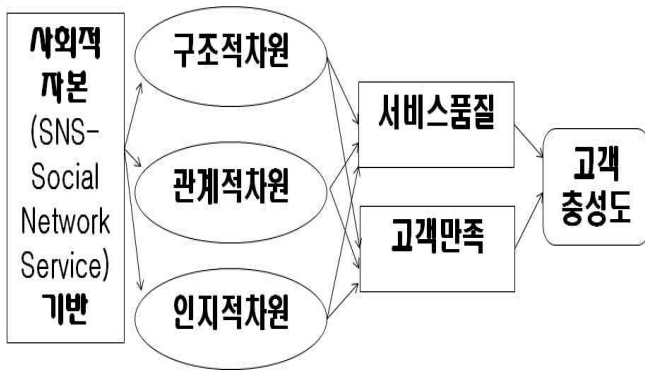 사회적
자본
(SNS-
Social
Network
Service)
기반
구조적차원
관계적차원
인지적차원
서비스품질
고객만족
고객
충성도